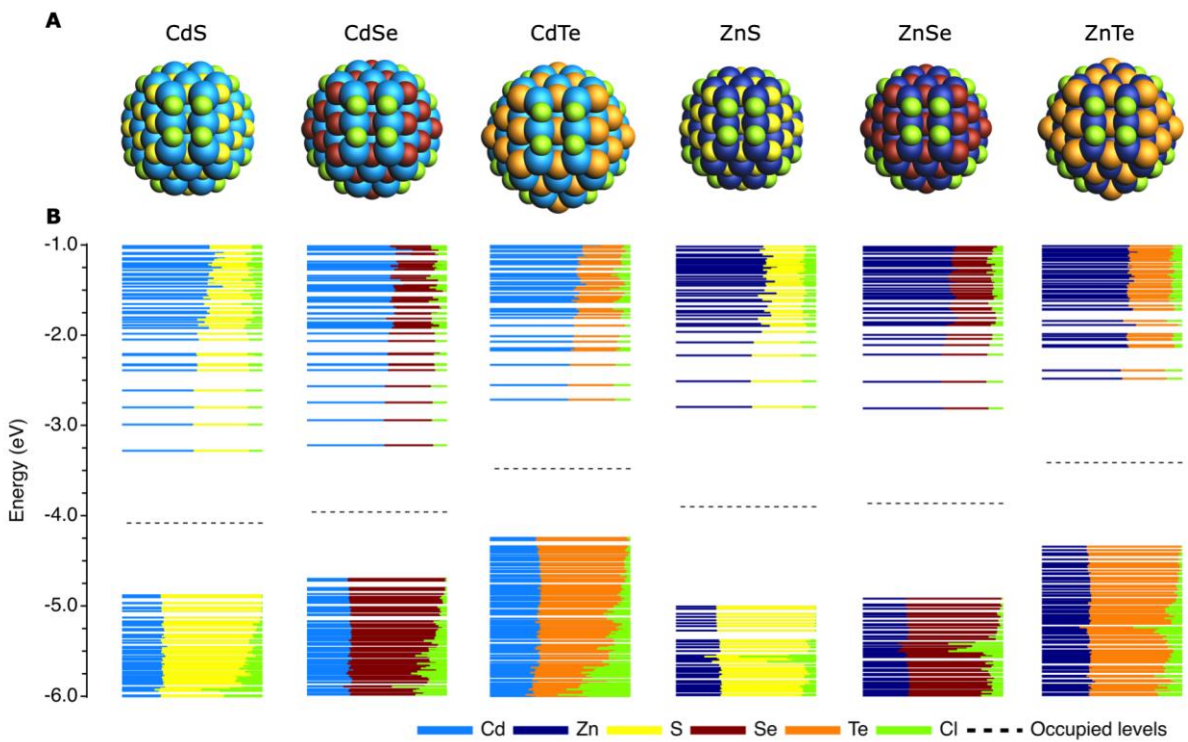 A
CdS CdSe CdTe ZnS ZnSe ZnTe
B
-1.0
-2.0
-3.0
-4.0
-5.0
-6.0
Energy (eV)
Cd Zn S Se Te Cl Occupied levels